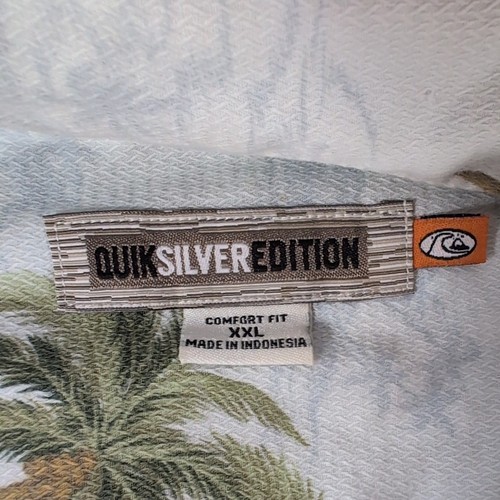 QUIKSILVEREDITION
COMFORT FIT
XXL
MADE IN INDONESIA